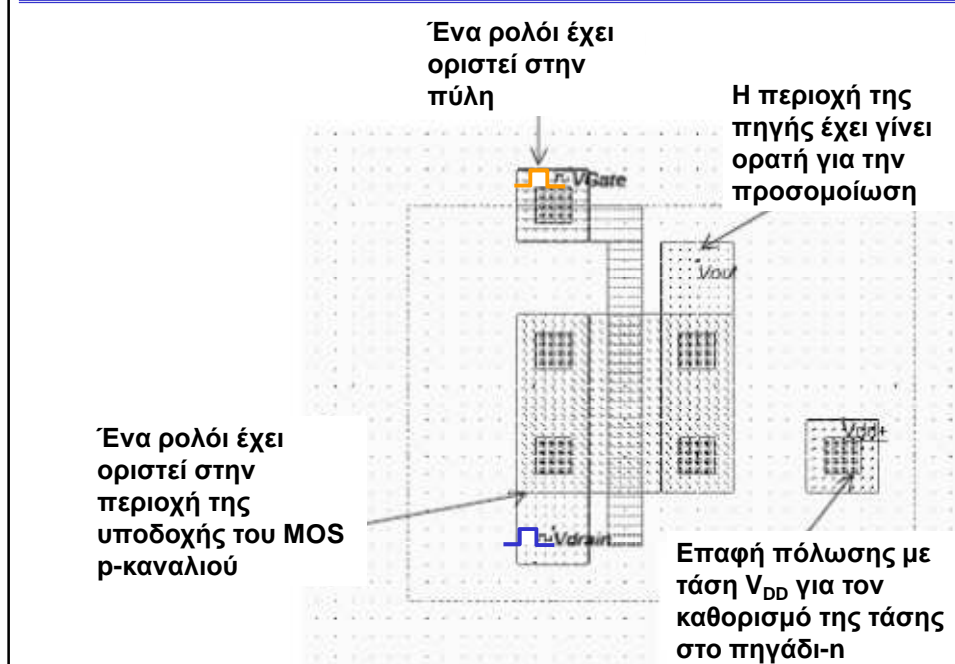 Ένα ρολόι έχει
οριστεί στην
πύλη
Η περιοχή της
πηγής έχει γίνει
ορατή για την
προσομοίωση
VGate
Vout
Ένα ρολόι έχει
οριστεί στην
περιοχή της
υποδοχής του MOS
p-καναλιού
Vdd+
Vdrain
Επαφή πόλωσης με
τάση VDD για τον
καθορισμό της τάσης
στο πηγάδι-n